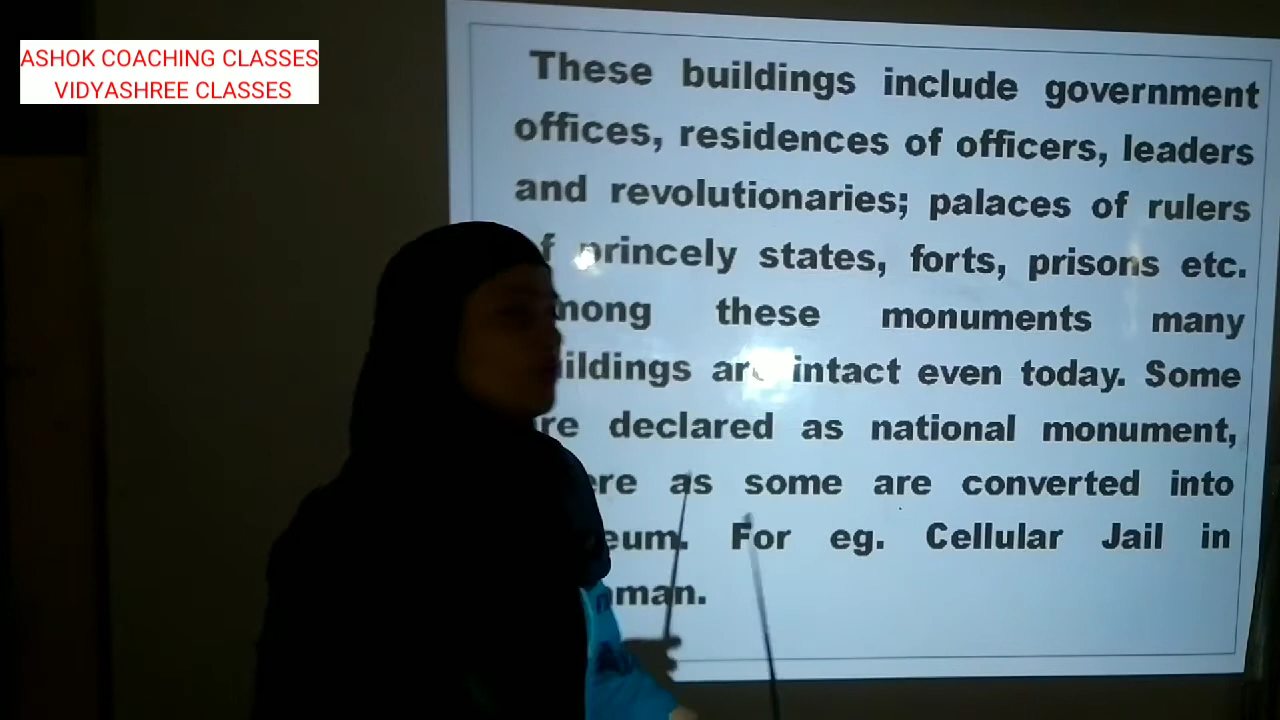 ASHOK COACHING CLASSES
VIDYASHREE CLASSES
These buildings include government
offices, residences of officers, leaders
and revolutionaries; palaces of rulers
princely states, forts, prisons etc.
these monuments many
are intact even today. Some
declared as national monument,
as some are converted into
For eg. Cellular Jail in